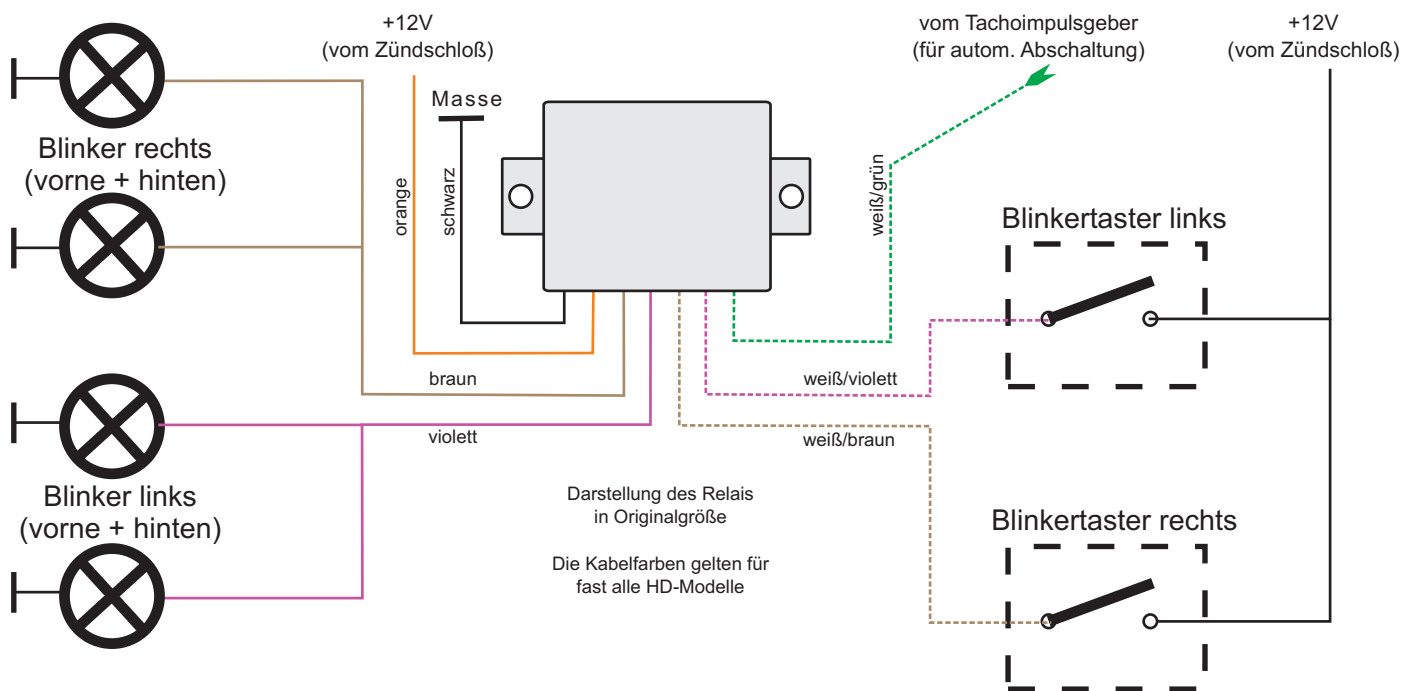 +12V
(vom Zündschloß)
vom Tachoimpulsgeber
(für autom. Abschaltung)
+12V
(vom Zündschloß)
Masse
Blinker rechts
(vorne + hinten)
orange
schwarz
weiß/grün
Blinkertaster links
braun
weiß/violett
violett
weiß/braun
Blinker links
(vorne + hinten)
Darstellung des Relais
in Originalgröße
Die Kabelfarben gelten für
fast alle HD-Modelle
Blinkertaster rechts